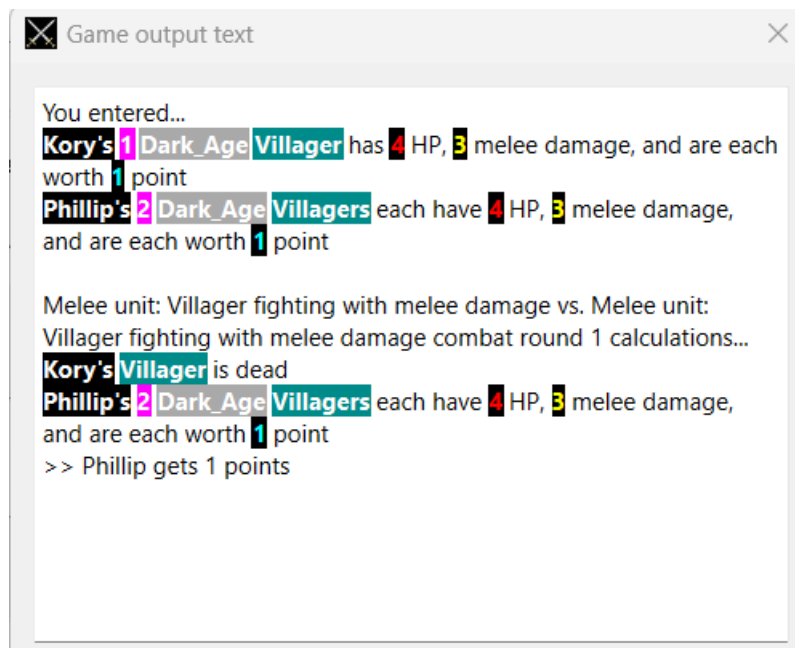 Game output text
You entered...
Kory's 1 Dark_Age Villager has 4 HP, 3 melee damage, and are each
worth 1 point
Phillip's 2 Dark_Age Villagers each have 4 HP, 3 melee damage,
and are each worth 1 point
Melee unit: Villager fighting with melee damage vs. Melee unit:
Villager fighting with melee damage combat round 1 calculations...
Kory's Villager is dead
Phillip's 2 Dark_Age Villagers each have 4 HP, 3 melee damage,
and are each worth 1 point
>> Phillip gets 1 points